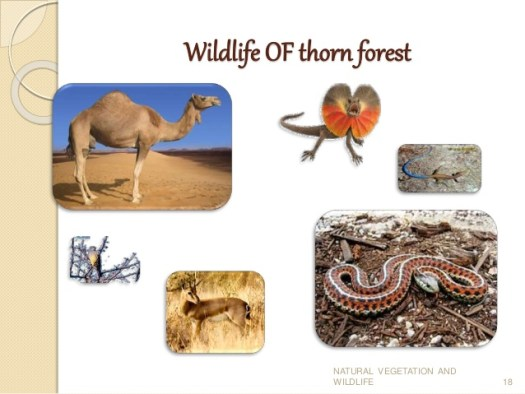 Wildlife OF thorn forest
NATURAL VEGETATION AND
WILDLIFE
18